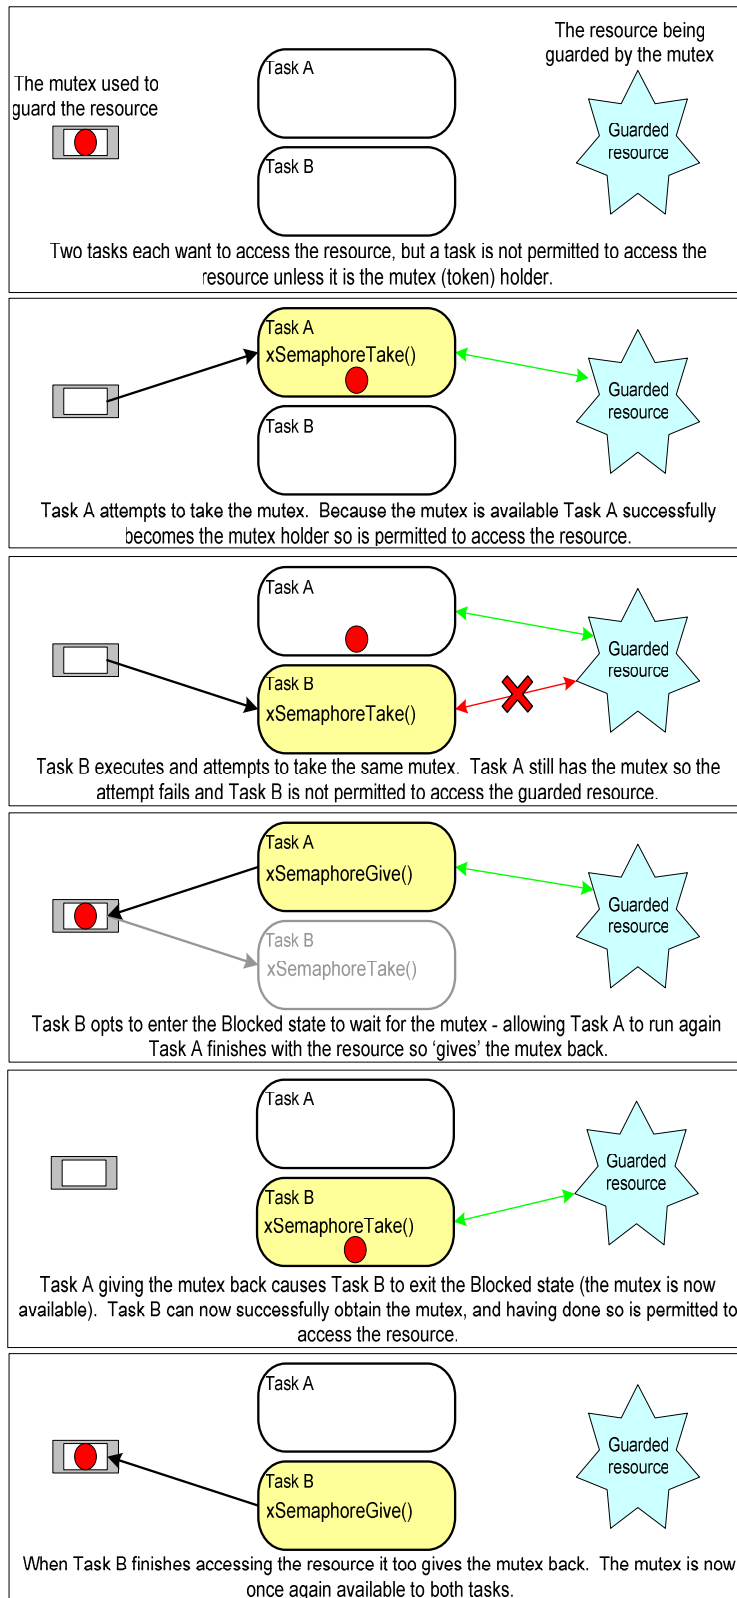 The resource being
guarded by the mutex
The mutex used to
guard the resource
Task A
Task B
Guarded
resource
Two tasks each want to access the resource, but a task is not permitted to access the
resource unless it is the mutex (token) holder.
Task A
xSemaphoreTake()
Task B
Guarded
resource
Task A attempts to take the mutex.  Because the mutex is available Task A successfully
becomes the mutex holder so is permitted to access the resource.
Task A
Task B
xSemaphoreTake()
Guarded
resource
Task B executes and attempts to take the same mutex.  Task A still has the mutex so the
attempt fails and Task B is not permitted to access the guarded resource.
Task A
xSemaphoreGive()
Task B
xSemaphoreTake()
Guarded
resource
Task B opts to enter the Blocked state to wait for the mutex - allowing Task A to run again
Task A finishes with the resource so ‘gives’ the mutex back.
Task A
Task B
xSemaphoreTake()
Guarded
resource
Task A giving the mutex back causes Task B to exit the Blocked state (the mutex is now
available).  Task B can now successfully obtain the mutex, and having done so is permitted to
access the resource.
Task A
Task B
xSemaphoreGive()
Guarded
resource
When Task B finishes accessing the resource it too gives the mutex back.  The mutex is now
once again available to both tasks.